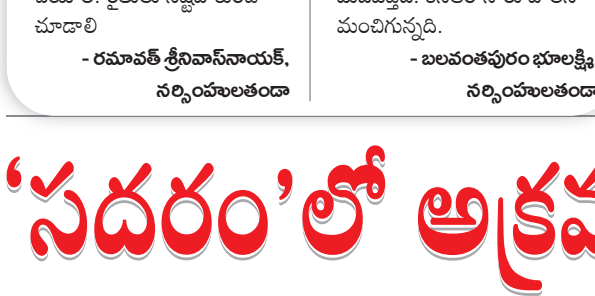 చూడాలి
- రమావత్ శ్రీనివాస్‌నాయక్,
నర్సింహులతండా
మంచిగున్నది.
- బలవంతపురం భూలక్ష్మి
నర్సింహులతండా
‘సదరం’లో అక్రమ